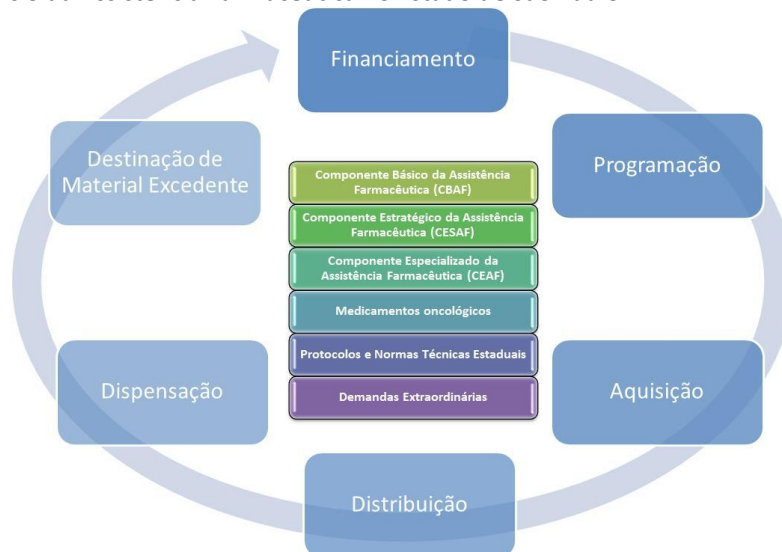 Financiamento
Programação
Aquisição
Distribuição
Dispensação
Destinação de
Material Excedente
Componente Básico da Assistência
Farmacêutica (CBAF)
Componente Estratégico da Assistência
Farmacêutica (CESAF)
Componente Especializado da
Assistência Farmacêutica (CEAF)
Medicamentos oncológicos
Protocolos e Normas Técnicas Estaduais
Demandas Extraordinárias